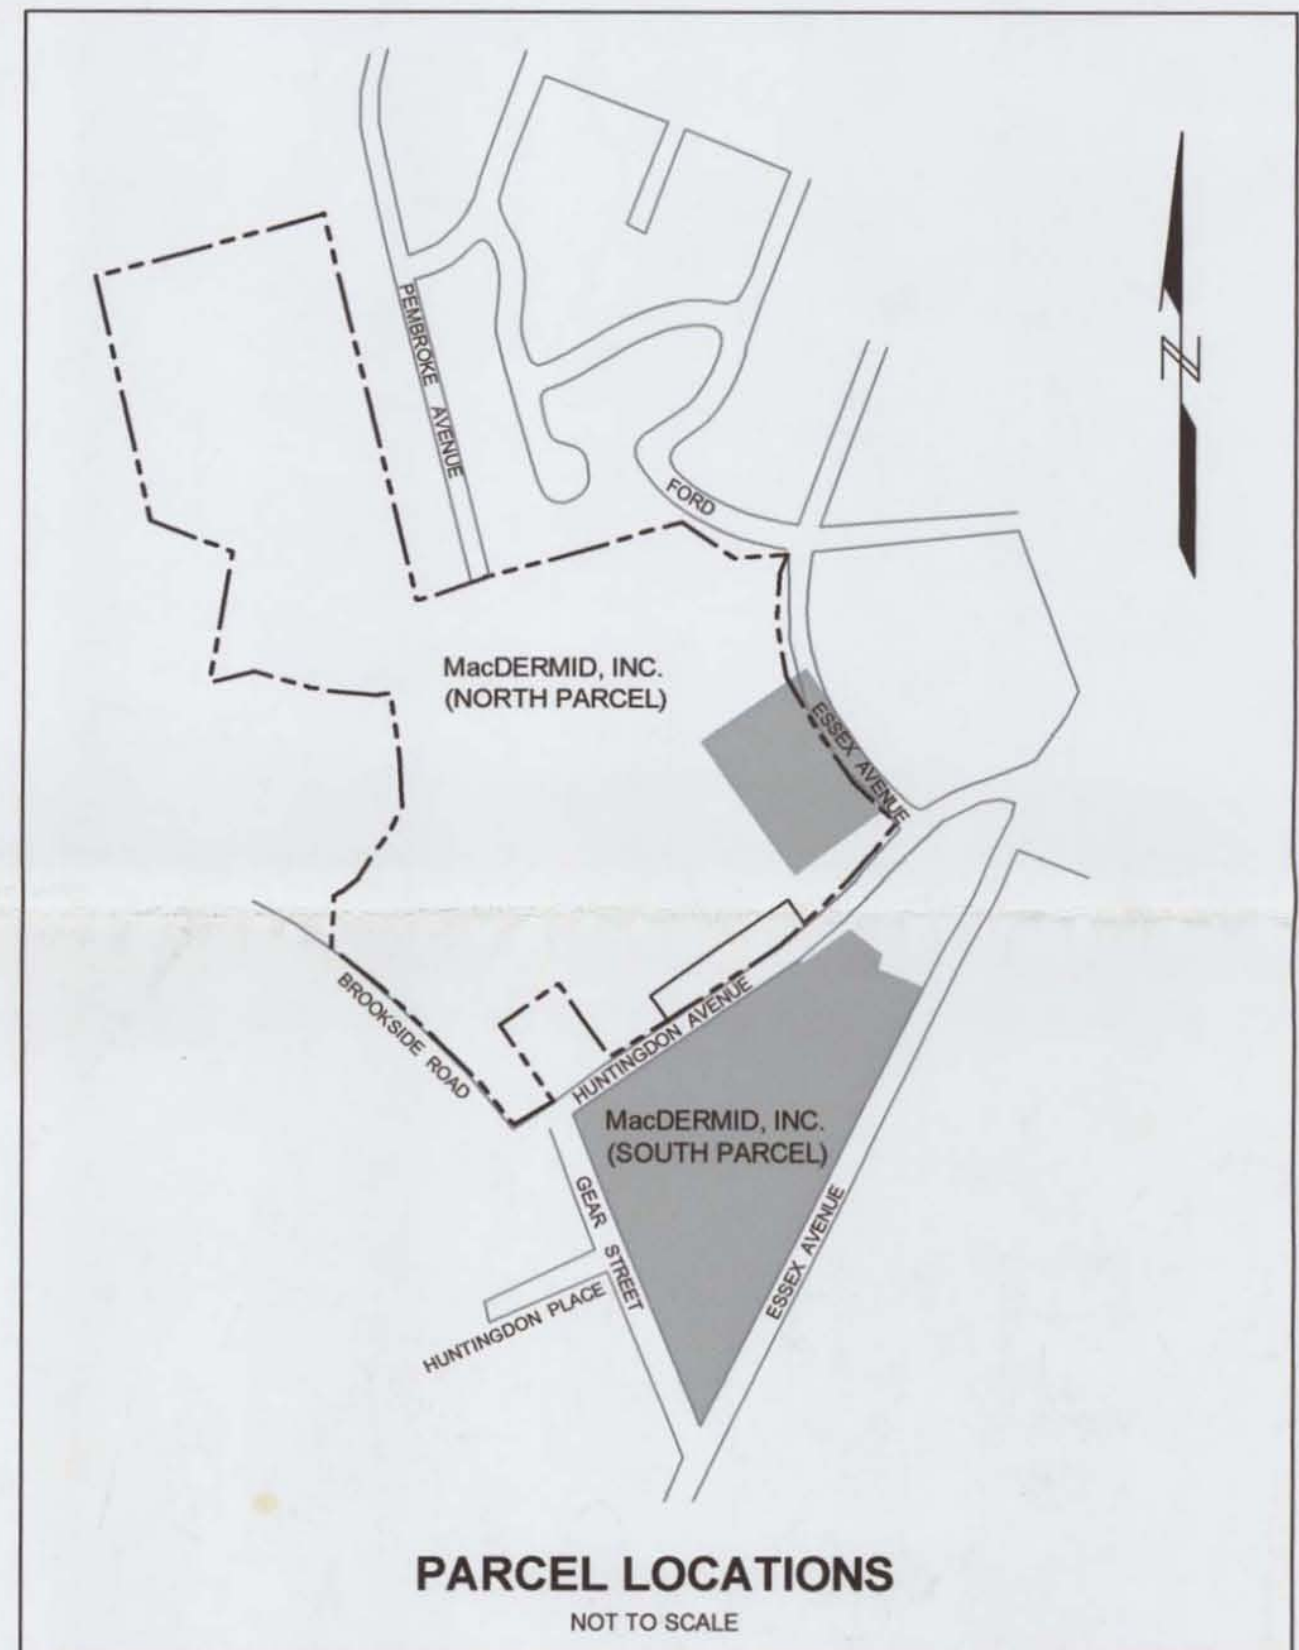 PEMBROKE AVENUE
FORD
N
MacDERMID, INC.
(NORTH PARCEL)
ESSEX AVENUE
BROOKSIDE ROAD
HUNTINGDON AVENUE
MacDERMID, INC.
(SOUTH PARCEL)
GEAR STREET
ESSEX AVENUE
HUNTINGDON PLACE
PARCEL LOCATIONS
NOT TO SCALE